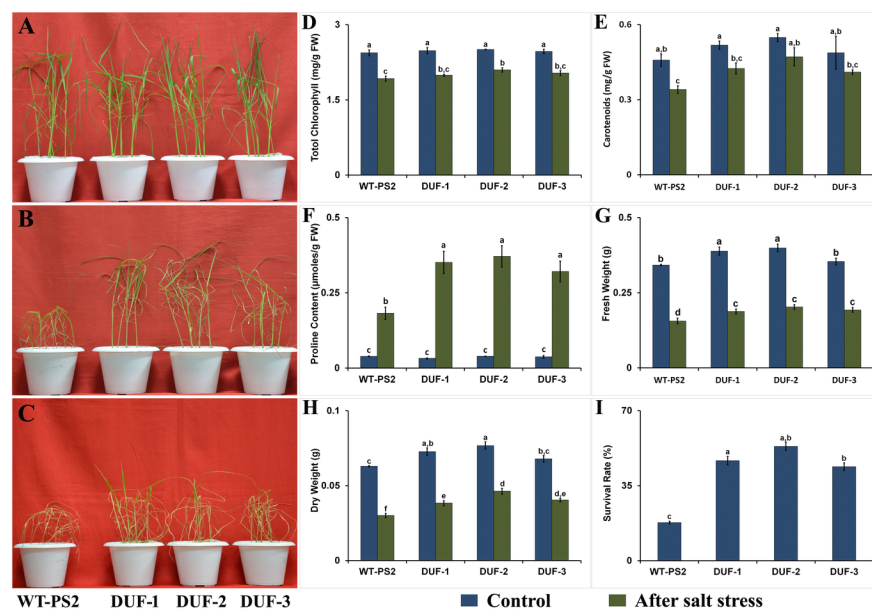 A
B
C
WT-PS2 DUF-1 DUF-2 DUF-3
D
Totol Chlorophyll (mg/g FW)
3
1.5
0
a c a b,c a b a b,c
WT-PS2 DUF-1 DUF-2 DUF-3
E
Carotenoids (mg/g FW)
0.6
0.3
0
a,b c a b,c a a,b a,b b,c
WT-PS2 DUF-1 DUF-2 DUF-3
F
Proline Content (µmoles/g FW)
0.5
0.25
0
c b c a c a c a
WT-PS2 DUF-1 DUF-2 DUF-3
G
Fresh Weight (g)
0.5
0.25
0
b d a c a c b c
WT-PS2 DUF-1 DUF-2 DUF-3
H
Dry Weight (g)
0.1
0.05
0
c f a,b e a d b,c d,e
WT-PS2 DUF-1 DUF-2 DUF-3
I
Survival Rate (%)
70
45
25
0
c a a,b b
WT-PS2 DUF-1 DUF-2 DUF-3
Control After salt stress